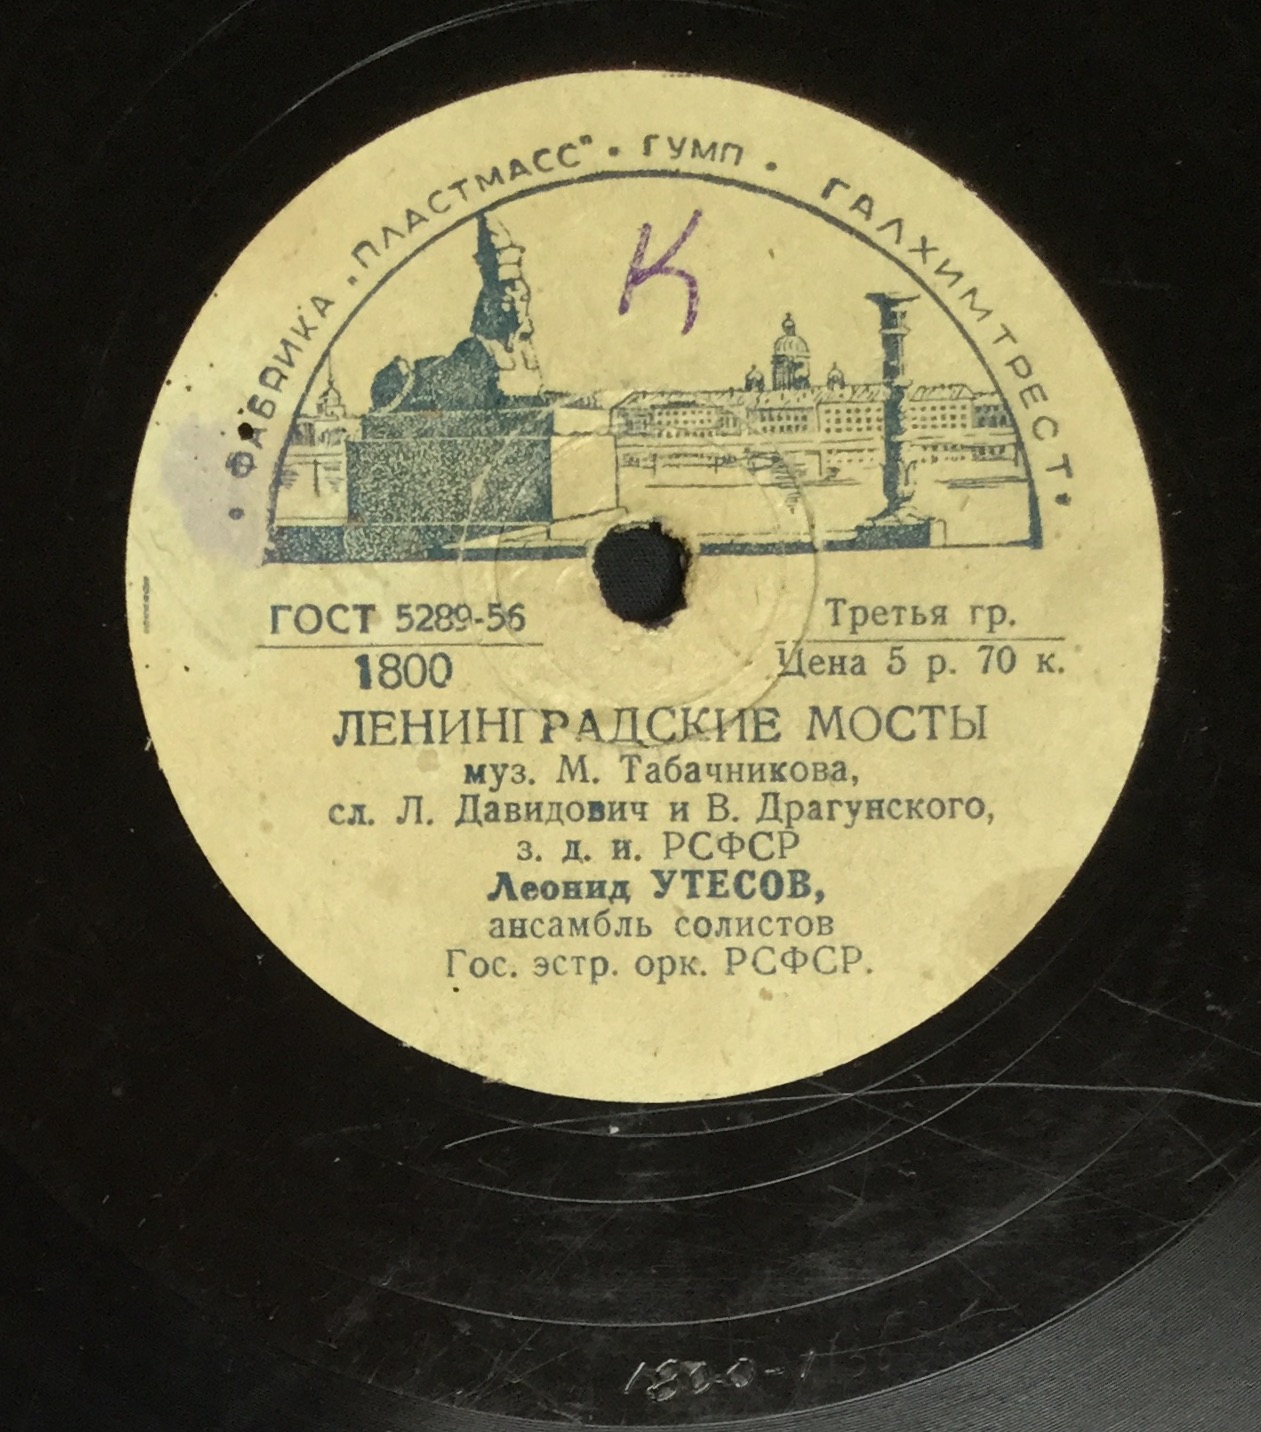 • ФАБРИКА „ПЛАСТМАСС" • ГУМП • ГАЛХИМТРЕСТ •
К
ГОСТ 5289-56
1800
Третья гр.
Цена 5 р. 70 к.
ЛЕНИНГРАДСКИЕ МОСТЫ
муз. М. Табачникова,
сл. Л. Давидович и В. Драгунского,
з. д. и. РСФСР
Леонид УТЕСОВ,
ансамбль солистов
Гос. эстр. орк. РСФСР.